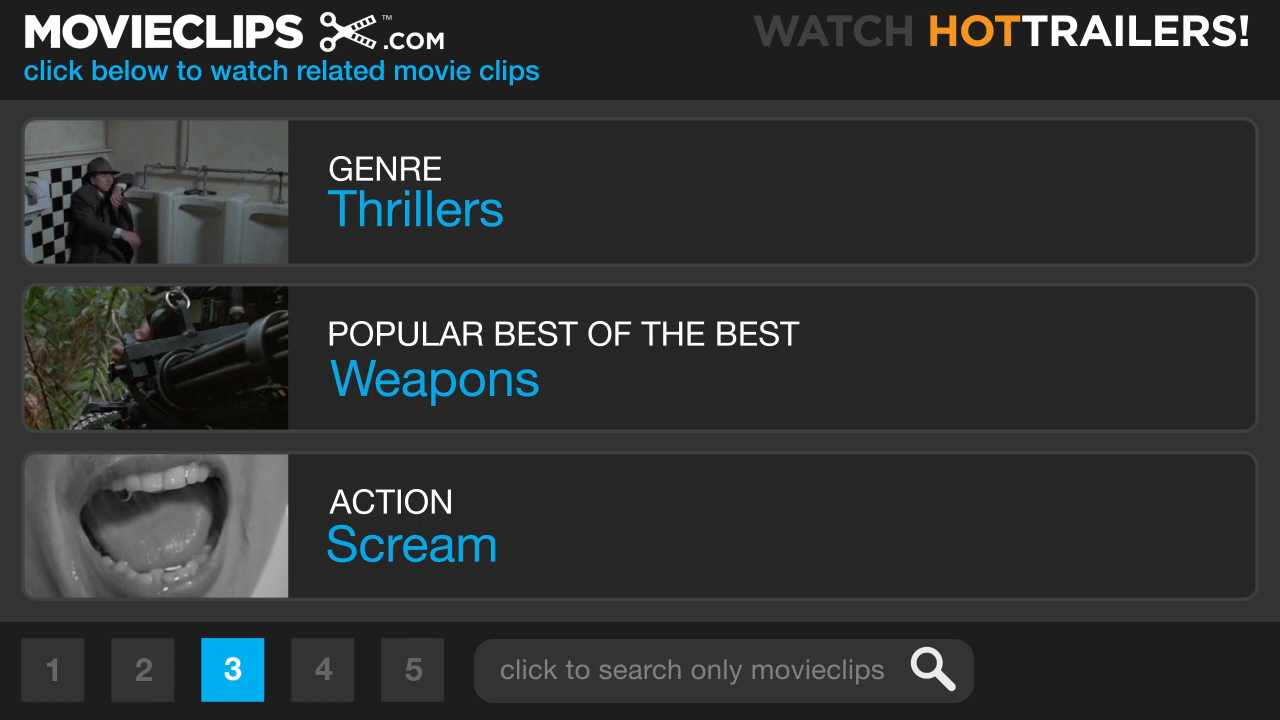 MOVIECLIPS ™ .COM
WATCH HOTTRAILERS!
click below to watch related movie clips
GENRE
Thrillers
POPULAR BEST OF THE BEST
Weapons
ACTION
Scream
1 2 3 4 5 click to search only movieclips